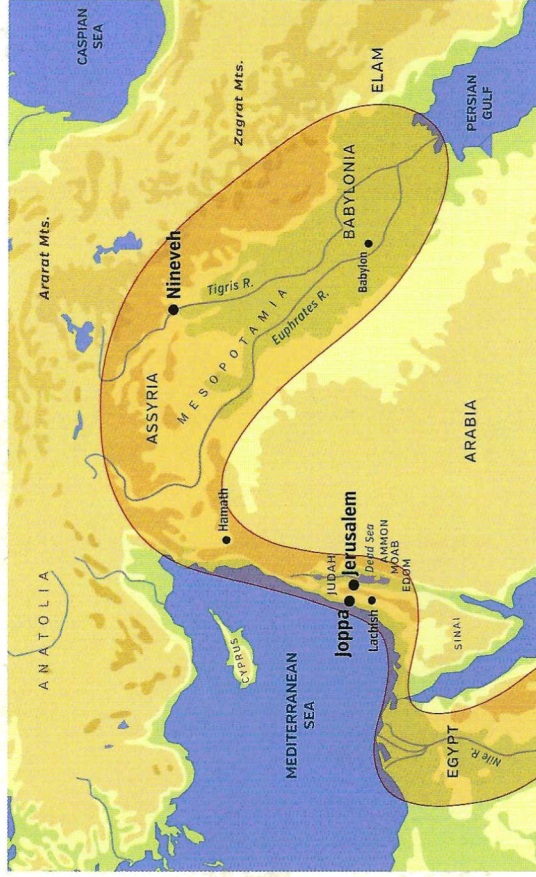 CASPIAN
SEA
Ararat Mts.
Zagrat Mts.
ELAM
PERSIAN
GULF
ANATOLIA
ASSYRIA
Nineveh
Tigris R.
MESOPOTAMIA
Euphrates R.
BABYLONIA
Babylon
Hamath
CYPRUS
MEDITERRANEAN
SEA
JUDAH
Joppa
Jerusalem
Dead Sea
Lachish
AMMON
MOAB
EDOM
ARABIA
SINAI
EGYPT
Nile R.